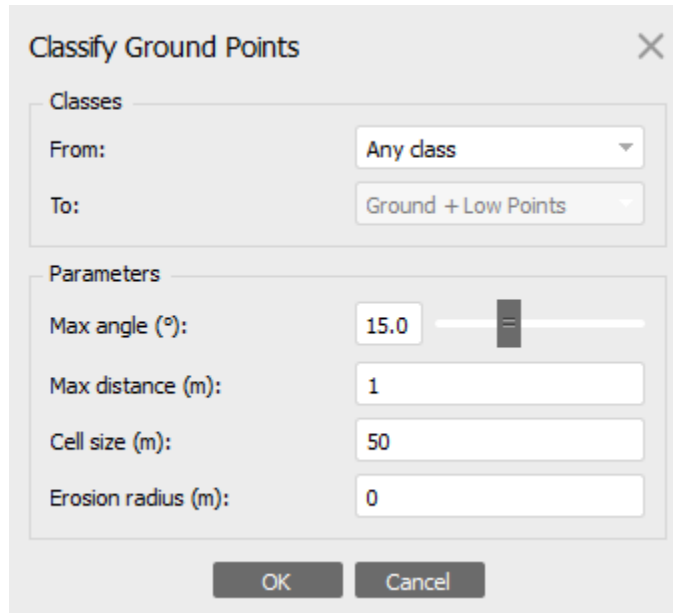 Classify Ground Points
Classes
From: Any class
To: Ground + Low Points
Parameters
Max angle (°): 15.0
Max distance (m): 1
Cell size (m): 50
Erosion radius (m): 0
OK Cancel